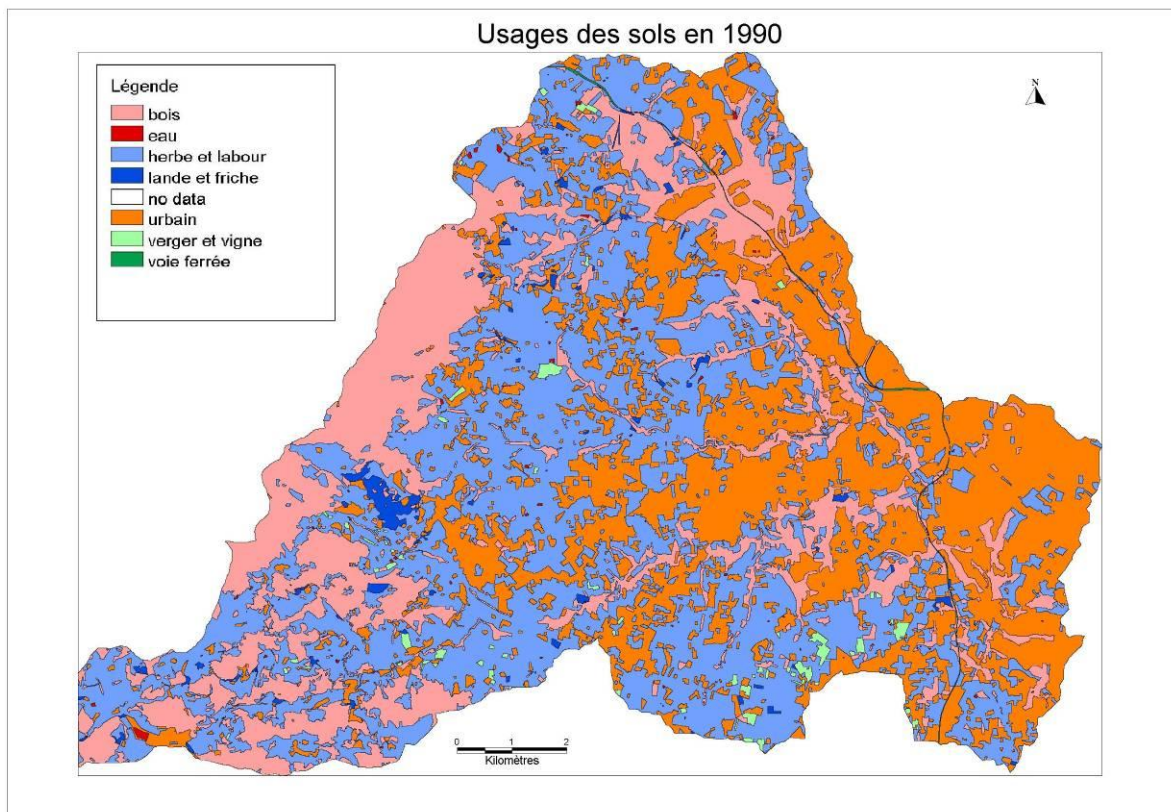 Usages des sols en 1990
Légende
bois
eau
herbe et labour
lande et friche
no data
urbain
verger et vigne
voie ferrée
N
0 1 2
Kilomètres